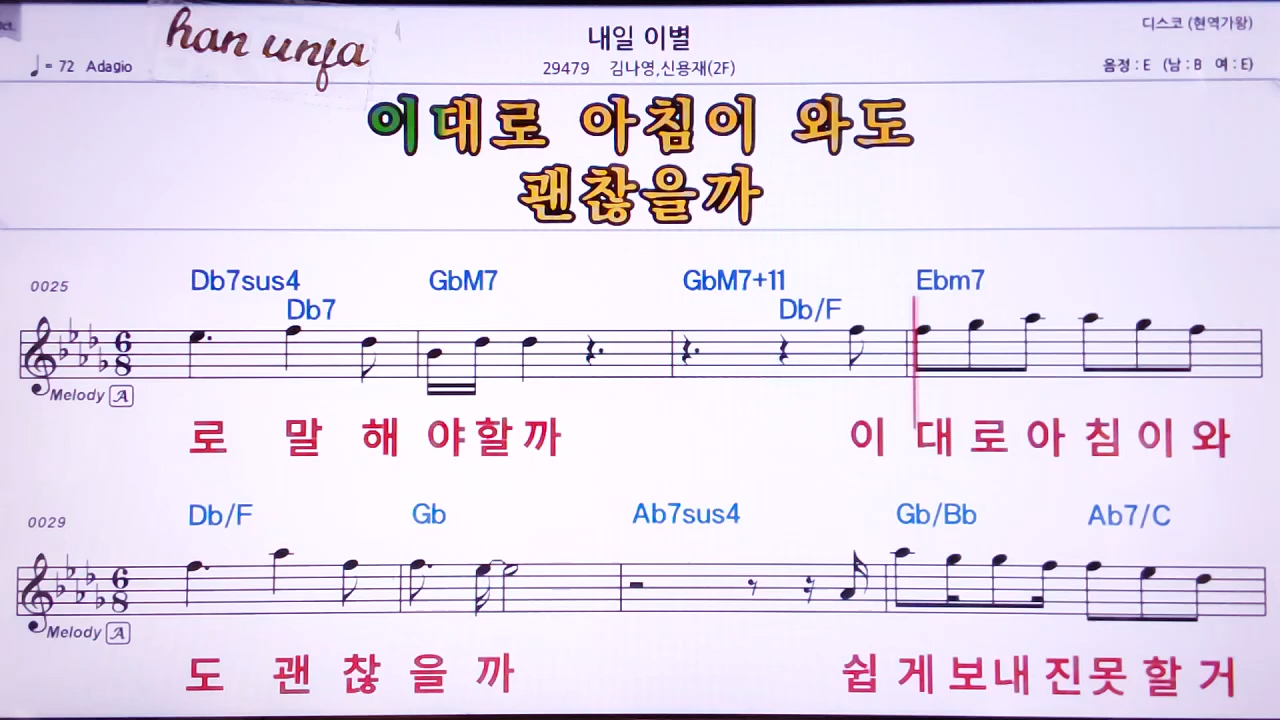 han unfa
내일 이별
디스코 (현역가왕)
♩= 72 Adagio
29479 김나영,신용재(2F)
음정 : E (남 : B 여 : E)
이대로 아침이 와도
괜찮을까
0025
Db7sus4 Db7 GbM7 GbM7+11 Db/F Ebm7
6
8
Melody A
로 말 해 야 할 까 이 대 로 아 침 이 와
0029
Db/F Gb Ab7sus4 Gb/Bb Ab7/C
6
8
Melody A
도 괜 찮 을 까 쉽 게 보 내 진 못 할 거